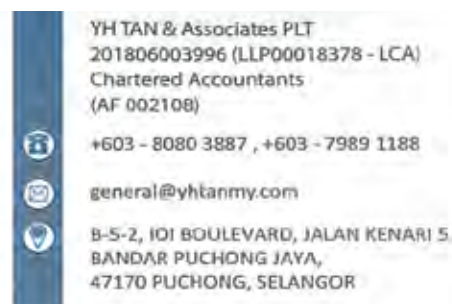 YH TAN & Associates PLT
201806003996 (LLP00018378 - LCA)
Chartered Accountants
(AF 002108)
+603 - 8080 3887 , +603 - 7989 1188
general@yhtanmy.com
B-5-2, IOI BOULEVARD, JALAN KENARI 5
BANDAR PUCHONG JAYA,
47170 PUCHONG, SELANGOR